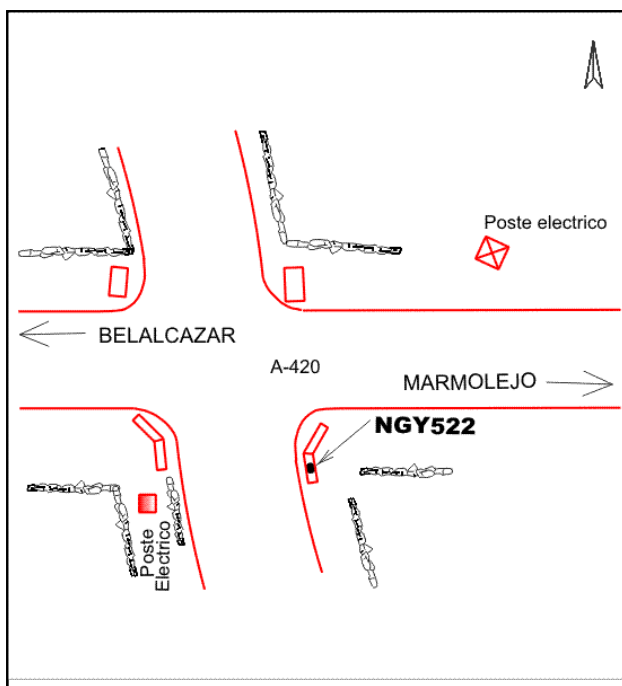 Poste electrico
BELALCAZAR
A-420
MARMOLEJO
NGY522
Poste
Electrico